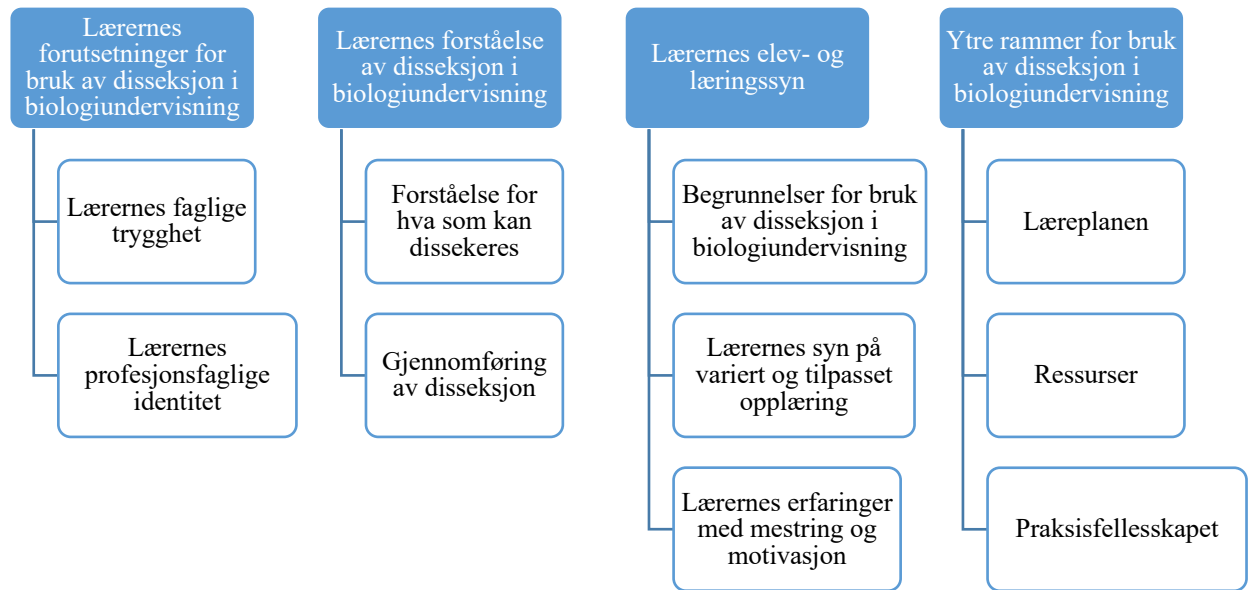 Lærernes
forutsetninger for
bruk av disseksjon i
biologiundervisning
Lærernes faglige
trygghet
Lærernes
profesjonsfaglige
identitet
Lærernes forståelse
av disseksjon i
biologiundervisning
Forståelse for
hva som kan
dissekeres
Gjennomføring
av disseksjon
Lærernes elev- og
læringssyn
Begrunnelser for bruk
av disseksjon i
biologiundervisning
Lærernes syn på
variert og tilpasset
opplæring
Lærernes erfaringer
med mestring og
motivasjon
Ytre rammer for bruk
av disseksjon i
biologiundervisning
Læreplanen
Ressurser
Praksisfellesskapet